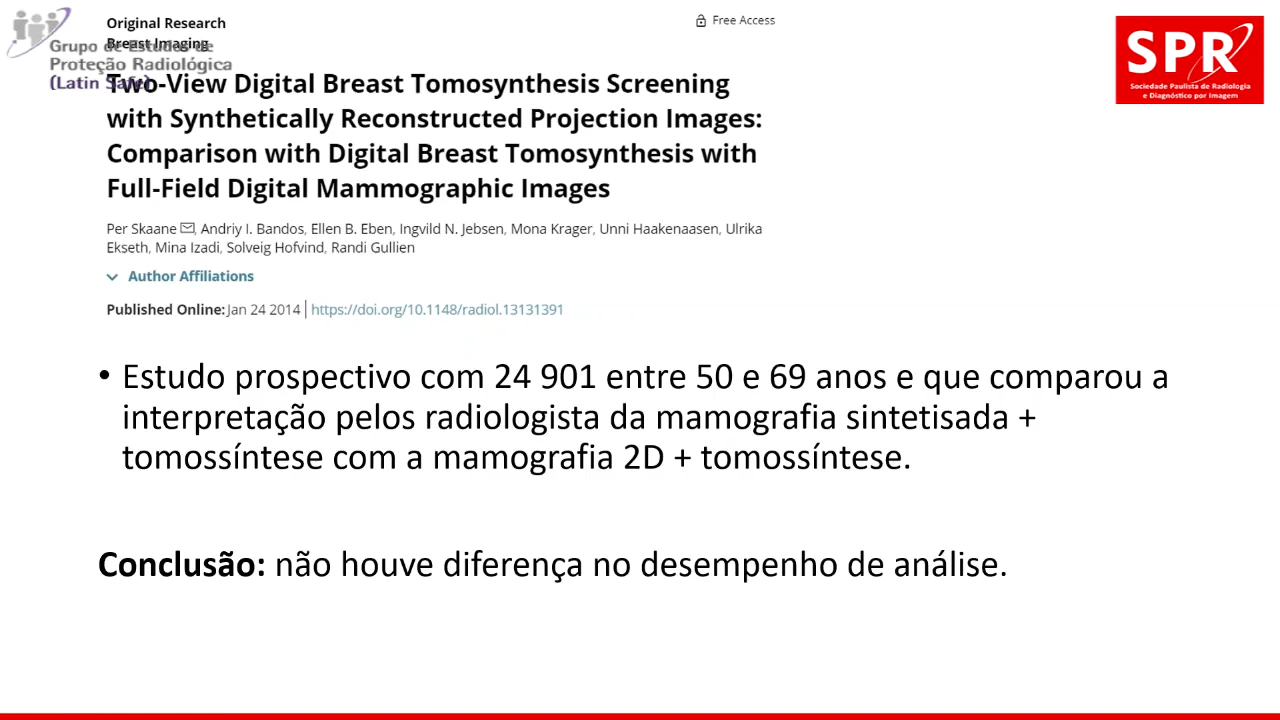 Original Research
Free Access
Breast Imaging
Grupo de Estudos de
Proteção Radiológica
(Latin Safe)
SPR
Sociedade Paulista de Radiologia
e Diagnóstico por Imagem
Two-View Digital Breast Tomosynthesis Screening
with Synthetically Reconstructed Projection Images:
Comparison with Digital Breast Tomosynthesis with
Full-Field Digital Mammographic Images
Per Skaane, Andriy I. Bandos, Ellen B. Eben, Ingvild N. Jebsen, Mona Krager, Unni Haakenaasen, Ulrika
Ekseth, Mina Izadi, Solveig Hofvind, Randi Gullien
Author Affiliations
Published Online: Jan 24 2014 | https://doi.org/10.1148/radiol.13131391
• Estudo prospectivo com 24 901 entre 50 e 69 anos e que comparou a
interpretação pelos radiologista da mamografia sintetisada +
tomossíntese com a mamografia 2D + tomossíntese.
Conclusão: não houve diferença no desempenho de análise.